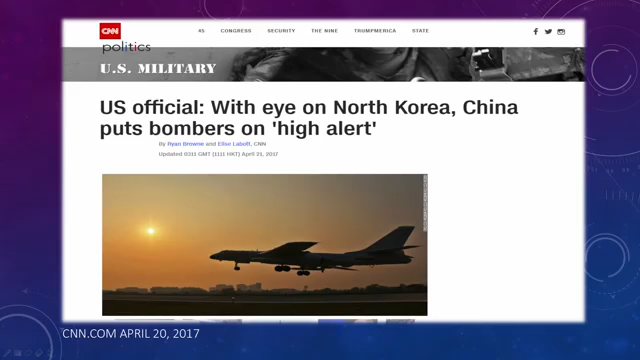 CNN
politics
45 CONGRESS SECURITY THE NINE TRUMPMERICA STATE
U.S. MILITARY
US official: With eye on North Korea, China
puts bombers on 'high alert'
By Ryan Browne and Elise Labott, CNN
Updated 0311 GMT (1111 HKT) April 21, 2017
CNN.COM APRIL 20, 2017